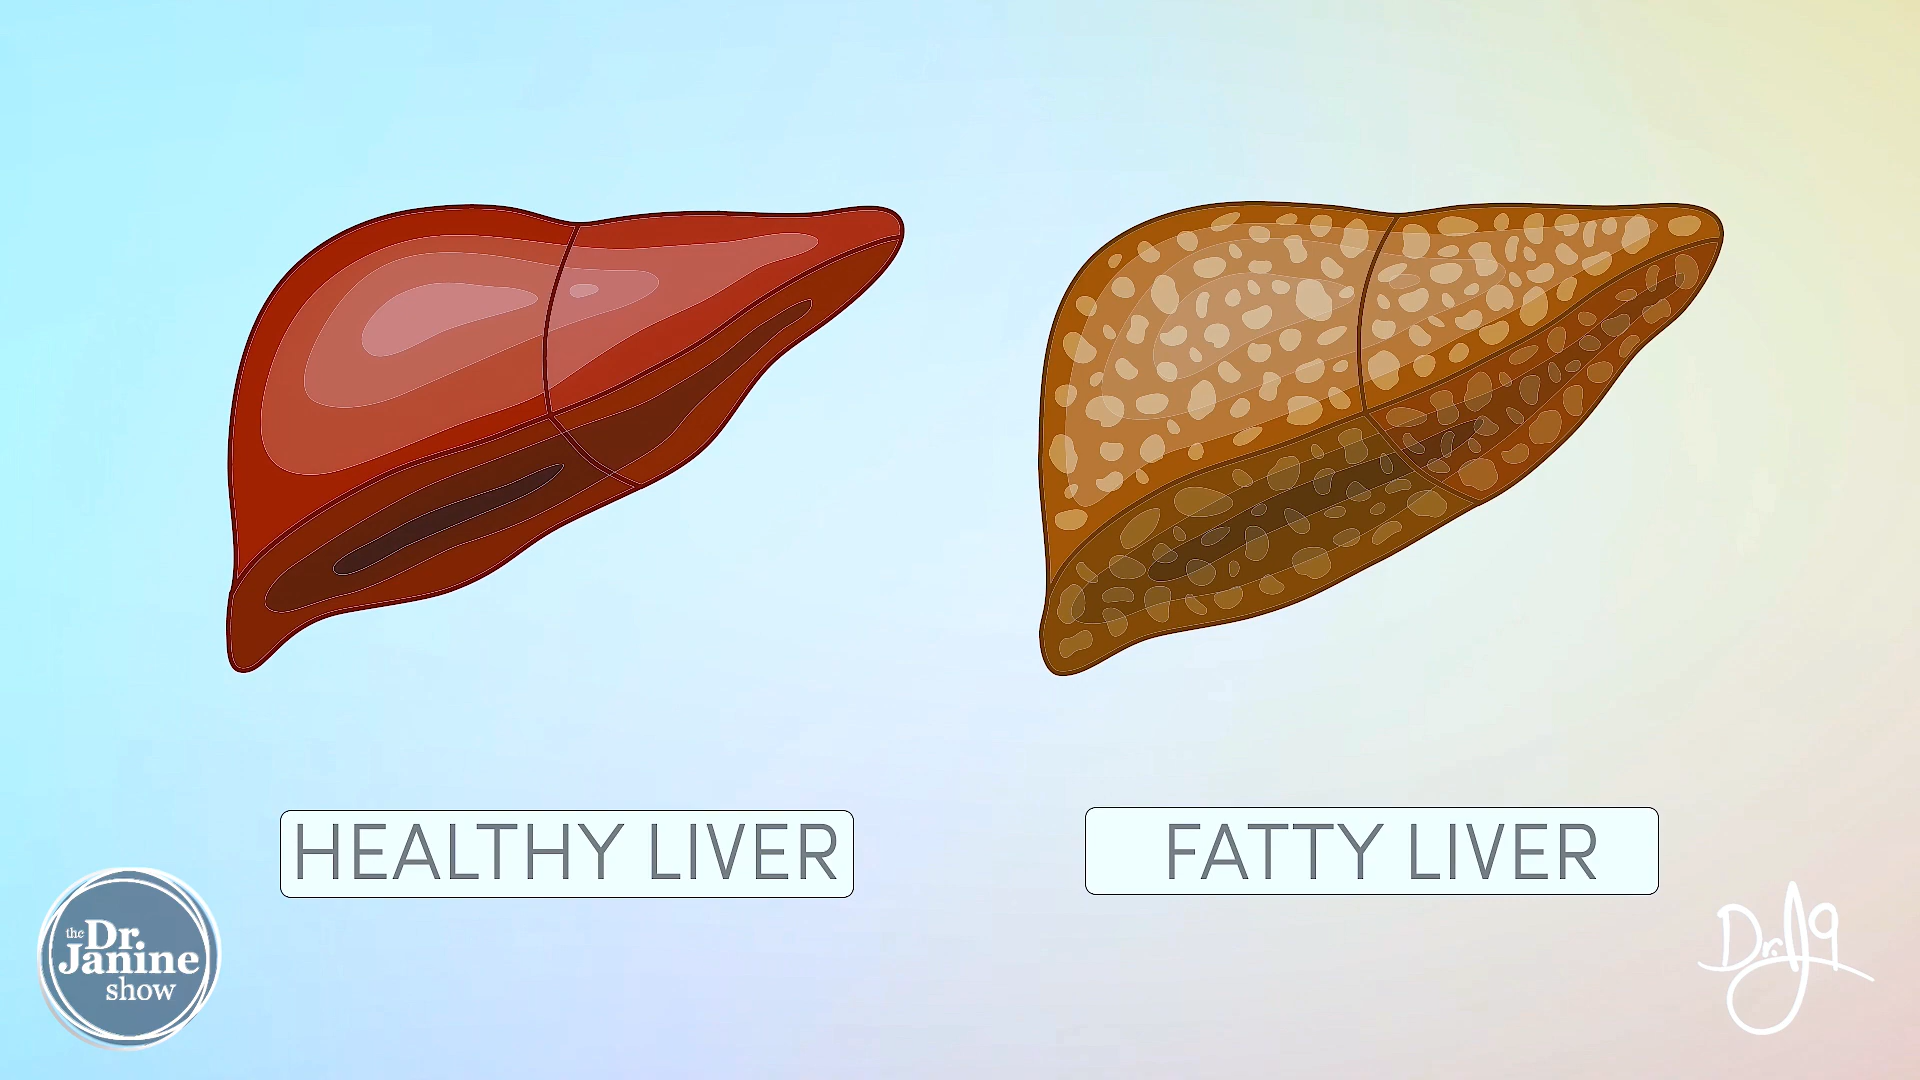 HEALTHY LIVER
FATTY LIVER
the Dr.
Janine
show
Dr.